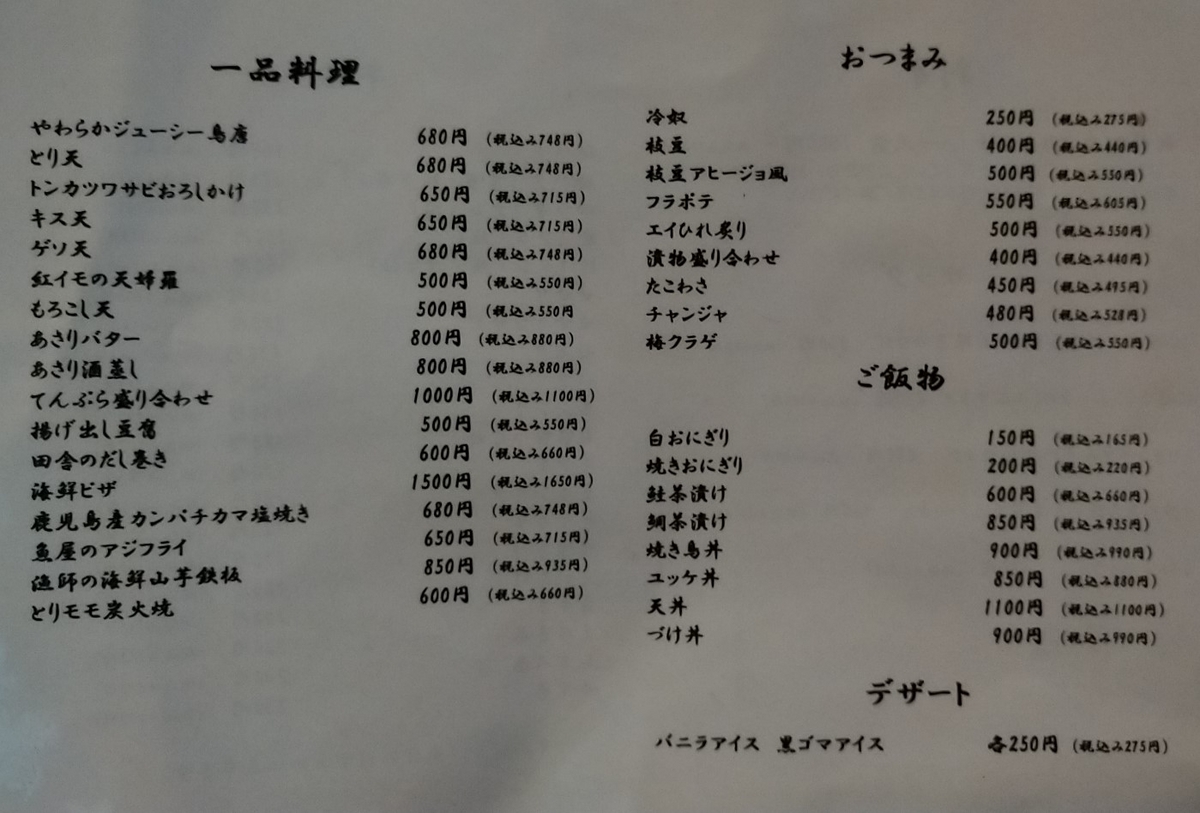 一品料理
やわらかジューシー鳥唐 680円 (税込み748円)
とり天 680円 (税込み748円)
トンカツワサビおろしかけ 650円 (税込み715円)
キス天 650円 (税込み715円)
ゲソ天 680円 (税込み748円)
紅イモの天婦羅 500円 (税込み550円)
もろこし天 500円 (税込み550円
あさりバター 800円 (税込み880円)
あさり酒蒸し 800円 (税込み880円)
てんぷら盛り合わせ 1000円 (税込み1100円)
揚げ出し豆腐 500円 (税込み550円)
田舎のだし巻き 600円 (税込み660円)
海鮮ピザ 1500円 (税込み1650円)
鹿児島産カンパチカマ塩焼き 680円 (税込み748円)
魚屋のアジフライ 650円 (税込み715円)
漁師の海鮮山芋鉄板 850円 (税込み935円)
とりモモ炭火焼 600円 (税込み660円)
おつまみ
冷奴 250円 (税込み275円)
枝豆 400円 (税込み440円)
枝豆アヒージョ風 500円 (税込み550円)
フラポテ 550円 (税込み605円)
エイひれ炙り 500円 (税込み550円)
漬物盛り合わせ 400円 (税込み440円)
たこわさ 450円 (税込み495円)
チャンジャ 480円 (税込み528円)
梅クラゲ 500円 (税込み550円)
ご飯物
白おにぎり 150円 (税込み165円)
焼きおにぎり 200円 (税込み220円)
鮭茶漬け 600円 (税込み660円)
鯛茶漬け 850円 (税込み935円)
焼き鳥丼 900円 (税込み990円)
ユッケ丼 850円 (税込み880円)
天丼 1100円 (税込み1100円)
づけ丼 900円 (税込み990円)
デザート
バニラアイス 黒ゴマアイス 各250円 (税込み275円)